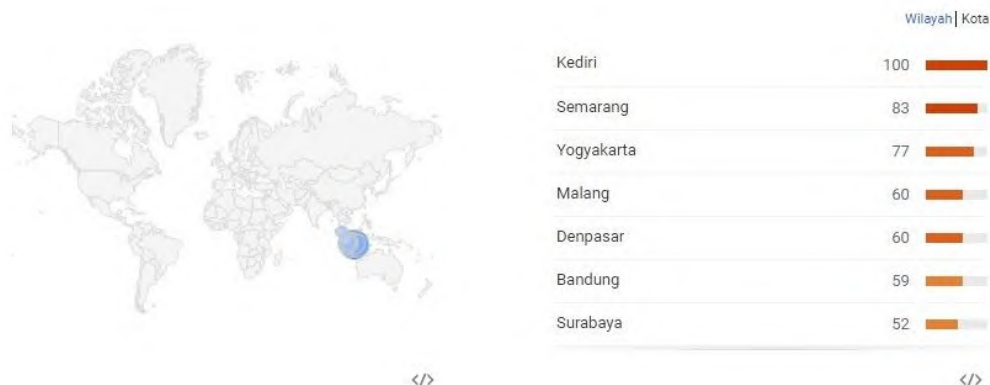 Wilayah | Kota
Kediri 100
Semarang 83
Yogyakarta 77
Malang 60
Denpasar 60
Bandung 59
Surabaya 52
</> </>